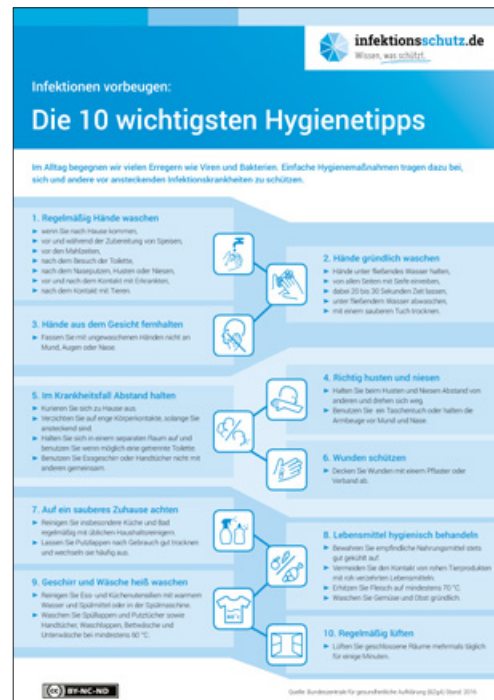 infektionsschutz.de
Wissen, was schützt.
Infektionen vorbeugen:
Die 10 wichtigsten Hygienetipps
Im Alltag begegnen wir vielen Erregern wie Viren und Bakterien. Einfache Hygienemaßnahmen tragen dazu bei,
sich und andere vor ansteckenden Infektionskrankheiten zu schützen.
1. Regelmäßig Hände waschen
► wenn Sie nach Hause kommen,
► vor und während der Zubereitung von Speisen,
► vor den Mahlzeiten,
► nach dem Besuch der Toilette,
► nach dem Naseputzen, Husten oder Niesen,
► vor und nach dem Kontakt mit Erkrankten,
► nach dem Kontakt mit Tieren.
2. Hände gründlich waschen
► Hände unter fließendes Wasser halten,
► von allen Seiten mit Seife einreiben,
► dabei 20 bis 30 Sekunden Zeit lassen,
► unter fließendem Wasser abwaschen,
► mit einem sauberen Tuch trocknen.
3. Hände aus dem Gesicht fernhalten
► Fassen Sie mit ungewaschenen Händen nicht an
Mund, Augen oder Nase.
4. Richtig husten und niesen
► Halten Sie beim Husten und Niesen Abstand von
anderen und drehen sich weg.
► Benutzen Sie ein Taschentuch oder halten die
Armbeuge vor Mund und Nase.
5. Im Krankheitsfall Abstand halten
► Kurieren Sie sich zu Hause aus.
► Verzichten Sie auf enge Körperkontakte, solange Sie
ansteckend sind.
► Halten Sie sich in einem separaten Raum auf und
benutzen Sie wenn möglich eine getrennte Toilette.
► Benutzen Sie Essgeschirr oder Handtücher nicht mit
anderen gemeinsam.
6. Wunden schützen
► Decken Sie Wunden mit einem Pflaster oder
Verband ab.
7. Auf ein sauberes Zuhause achten
► Reinigen Sie insbesondere Küche und Bad
regelmäßig mit üblichen Haushaltsreinigern.
► Lassen Sie Putzlappen nach Gebrauch gut trocknen
und wechseln sie häufig aus.
8. Lebensmittel hygienisch behandeln
► Bewahren Sie empfindliche Nahrungsmittel stets
gut gekühlt auf.
► Vermeiden Sie den Kontakt von rohen Tierprodukten
mit roh verzehrten Lebensmitteln.
► Erhitzen Sie Fleisch auf mindestens 70 °C.
► Waschen Sie Gemüse und Obst gründlich.
9. Geschirr und Wäsche heiß waschen
► Reinigen Sie Ess- und Küchenutensilien mit warmem
Wasser und Spülmittel oder in der Spülmaschine.
► Waschen Sie Spüllappen und Putztücher sowie
Handtücher, Waschlappen, Bettwäsche und
Unterwäsche bei mindestens 60 °C.
60°C
10. Regelmäßig lüften
► Lüften Sie geschlossene Räume mehrmals täglich
für einige Minuten.
cc BY-NC-ND
Quelle: Bundeszentrale für gesundheitliche Aufklärung (BZgA) Stand: 2016